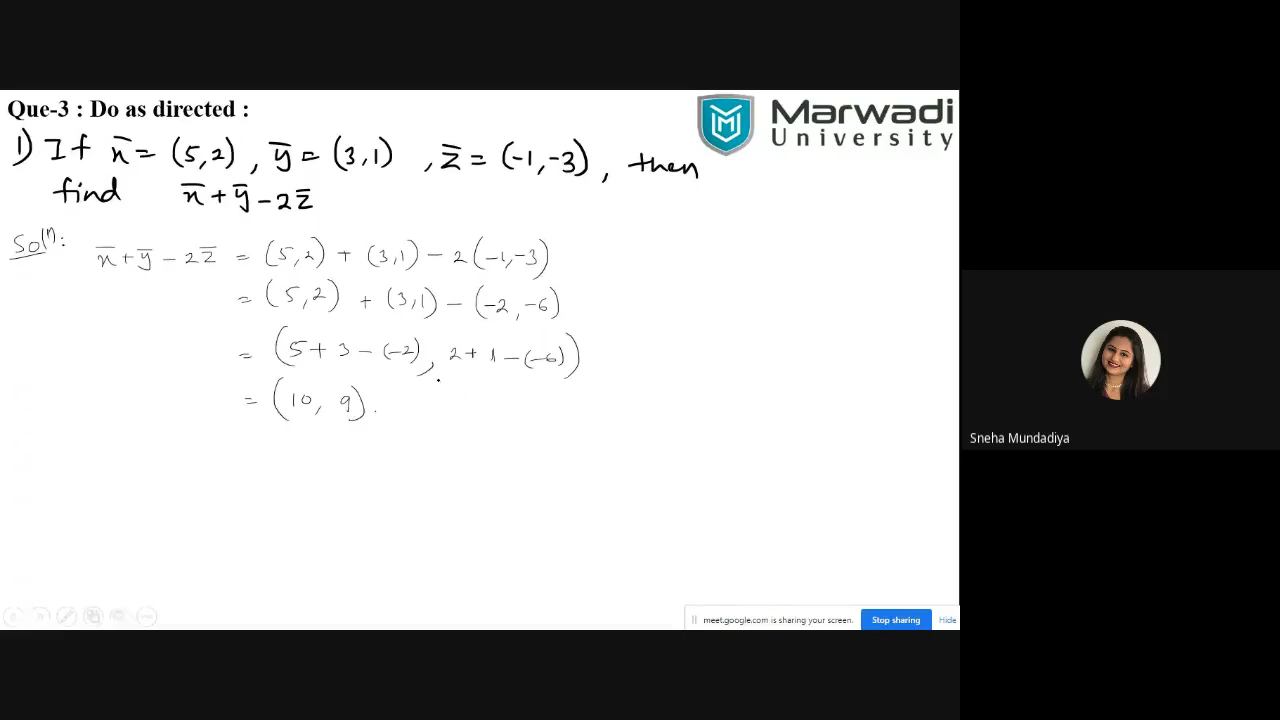 Que-3 : Do as directed :
Marwadi
University
1) If x̄ = (5,2), ȳ = (3,1), z̄ = (-1,-3), then
find x̄ + ȳ - 2z̄
Solⁿ:
x̄ + ȳ - 2z̄ = (5,2) + (3,1) - 2(-1,-3)
= (5,2) + (3,1) - (-2,-6)
= (5+3-(-2), 2+1-(-6))
= (10, 9).
Sneha Mundadiya
meet.google.com is sharing your screen. Stop sharing Hide